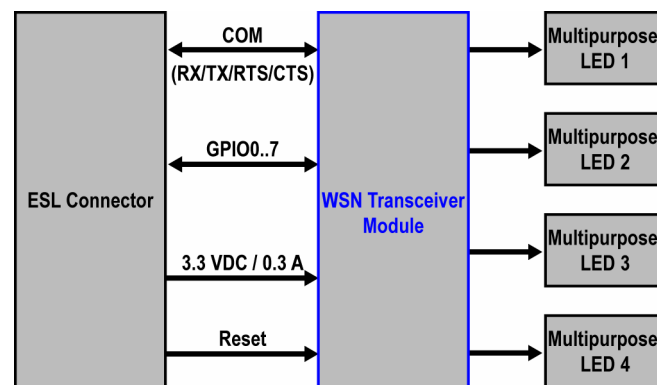 COM
(RX/TX/RTS/CTS)
GPIO0..7
ESL Connector
3.3 VDC / 0.3 A
Reset
WSN Transceiver
Module
Multipurpose
LED 1
Multipurpose
LED 2
Multipurpose
LED 3
Multipurpose
LED 4